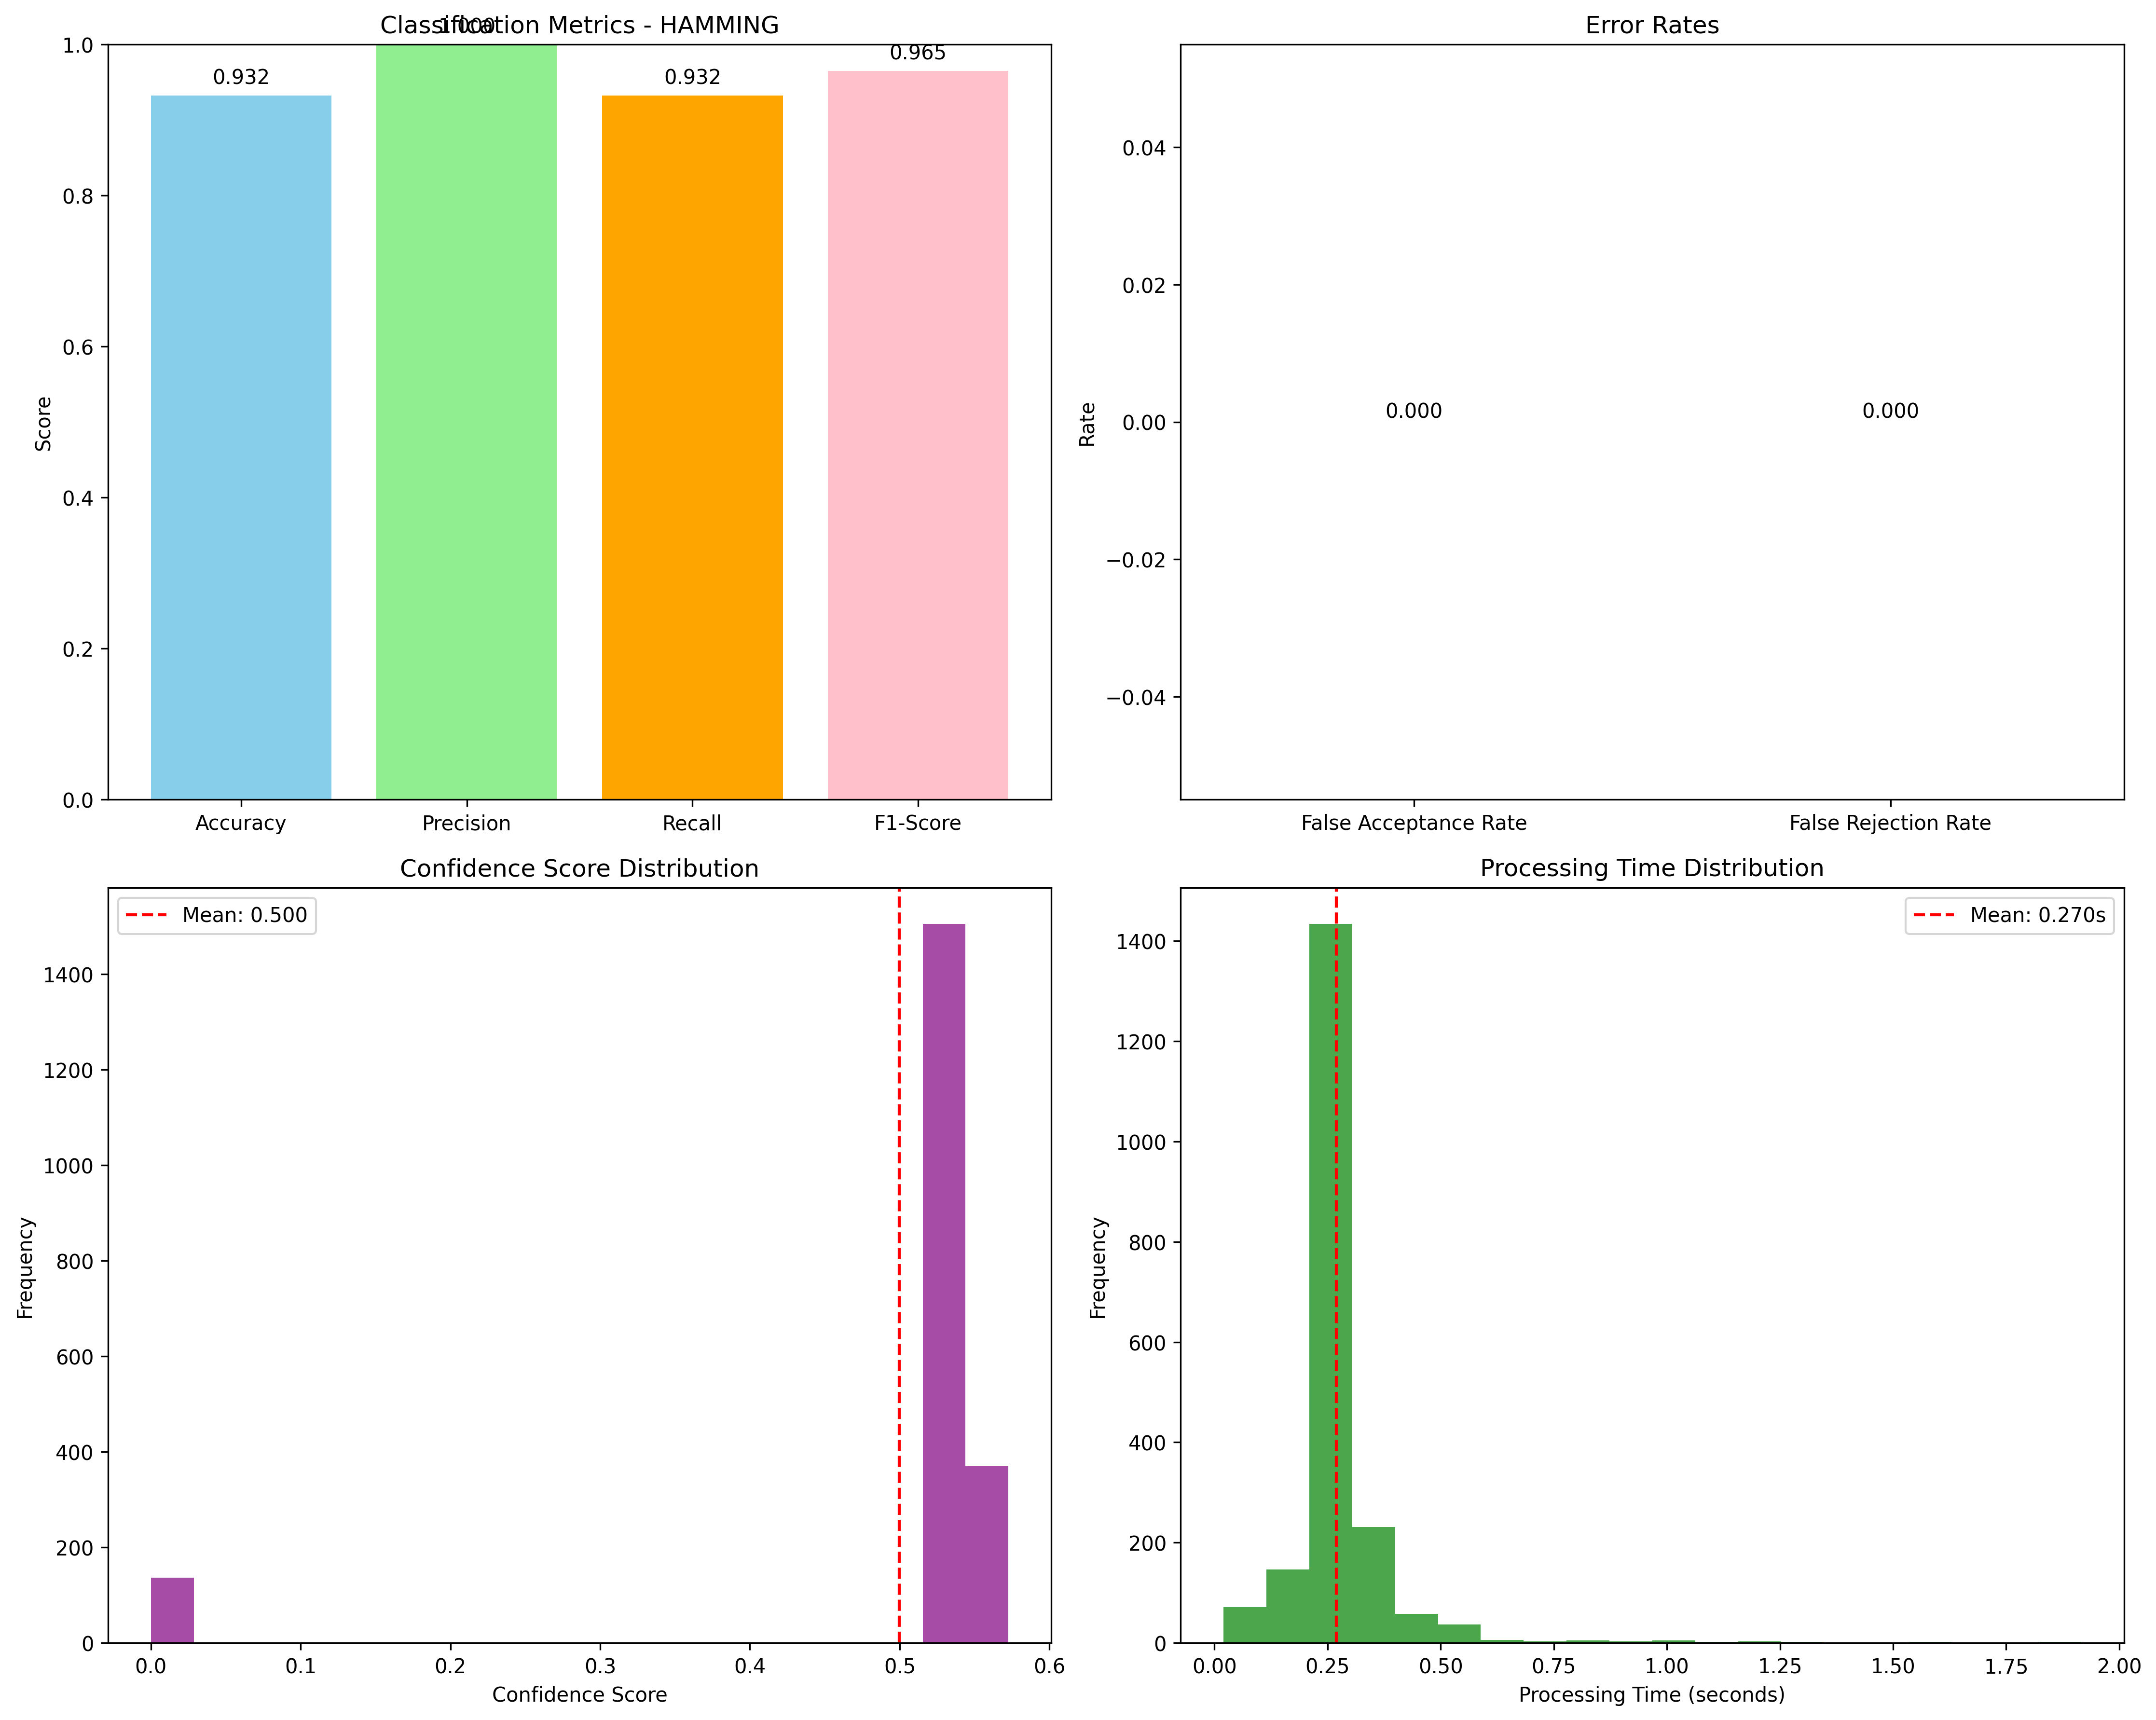 Classification Metrics - HAMMING
1.000
0.932
0.932
0.965
1.0
0.8
0.6
0.4
0.2
0.0
Score
Accuracy
Precision
Recall
F1-Score
Error Rates
0.04
0.02
0.00
−0.02
−0.04
Rate
0.000
0.000
False Acceptance Rate
False Rejection Rate
Confidence Score Distribution
Mean: 0.500
1400
1200
1000
800
600
400
200
0
Frequency
0.0
0.1
0.2
0.3
0.4
0.5
0.6
Confidence Score
Processing Time Distribution
Mean: 0.270s
1400
1200
1000
800
600
400
200
0
Frequency
0.00
0.25
0.50
0.75
1.00
1.25
1.50
1.75
2.00
Processing Time (seconds)